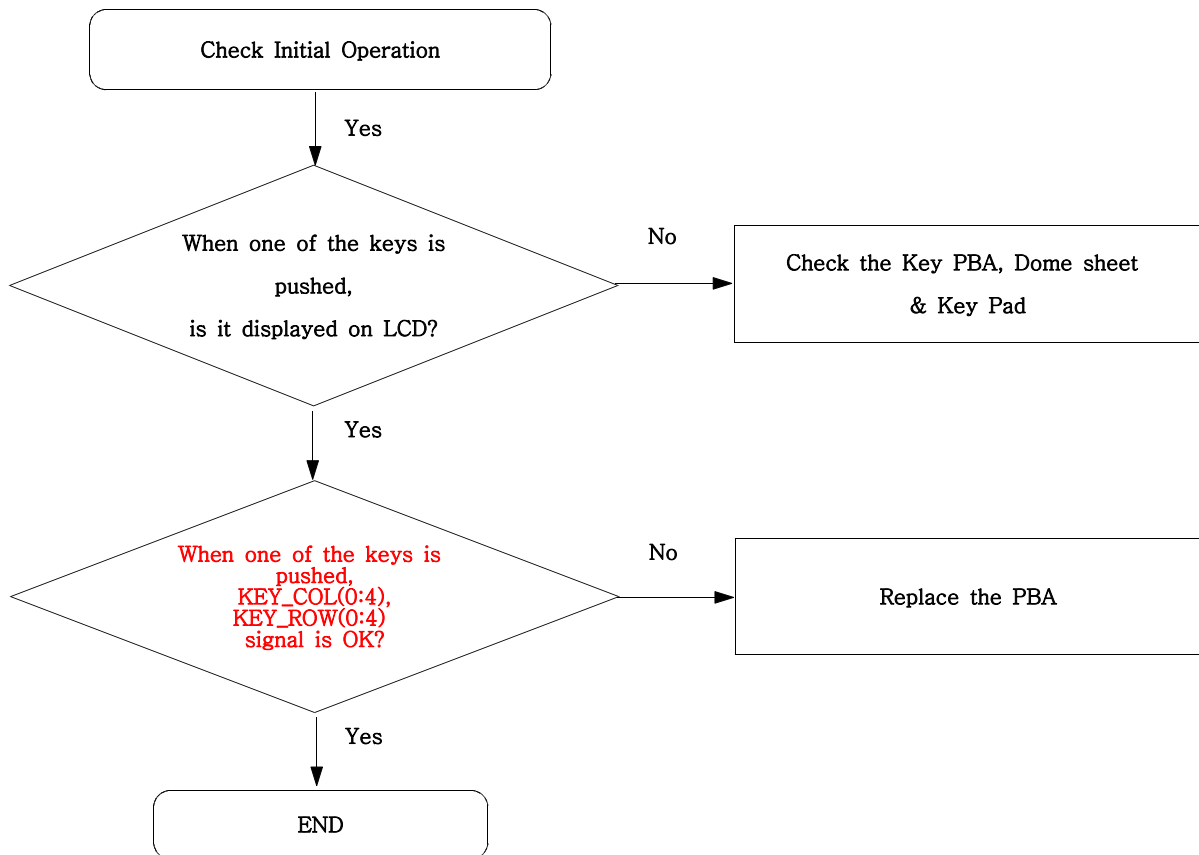 Check Initial Operation
Yes
When one of the keys is
pushed,
is it displayed on LCD?
No
Check the Key PBA, Dome sheet
& Key Pad
Yes
When one of the keys is
pushed,
KEY_COL(0:4),
KEY_ROW(0:4)
signal is OK?
No
Replace the PBA
Yes
END